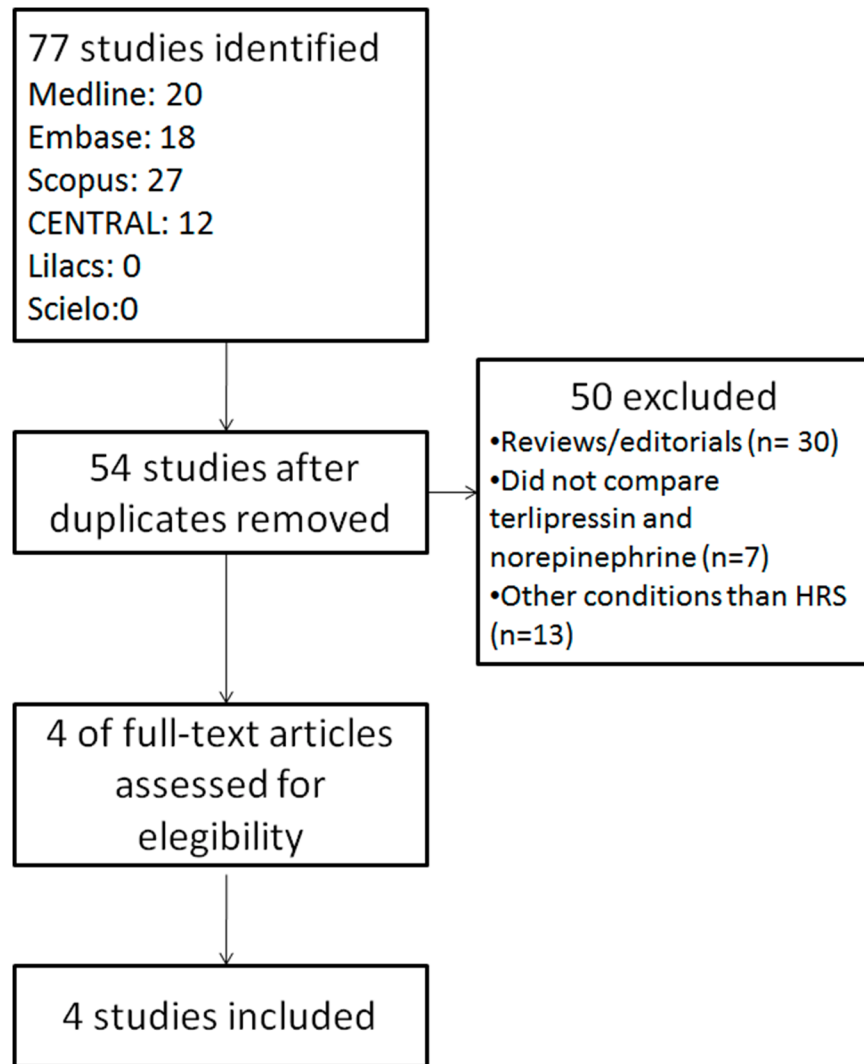 77 studies identified
Medline: 20
Embase: 18
Scopus: 27
CENTRAL: 12
Lilacs: 0
Scielo:0
54 studies after
duplicates removed
50 excluded
•Reviews/editorials (n= 30)
•Did not compare
terlipressin and
norepinephrine (n=7)
•Other conditions than HRS
(n=13)
4 of full-text articles
assessed for
elegibility
4 studies included